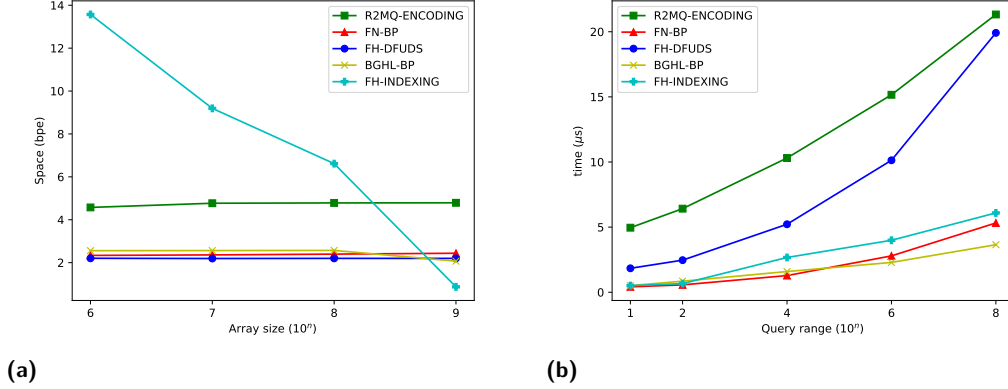 14
12
10
8
6
4
2
Space (bpe)
6 7 8 9
Array size (10ⁿ)
R2MQ-ENCODING
FN-BP
FH-DFUDS
BGHL-BP
FH-INDEXING
(a)
20
15
10
5
0
time (μs)
1 2 4 6 8
Query range (10ⁿ)
R2MQ-ENCODING
FN-BP
FH-DFUDS
BGHL-BP
FH-INDEXING
(b)